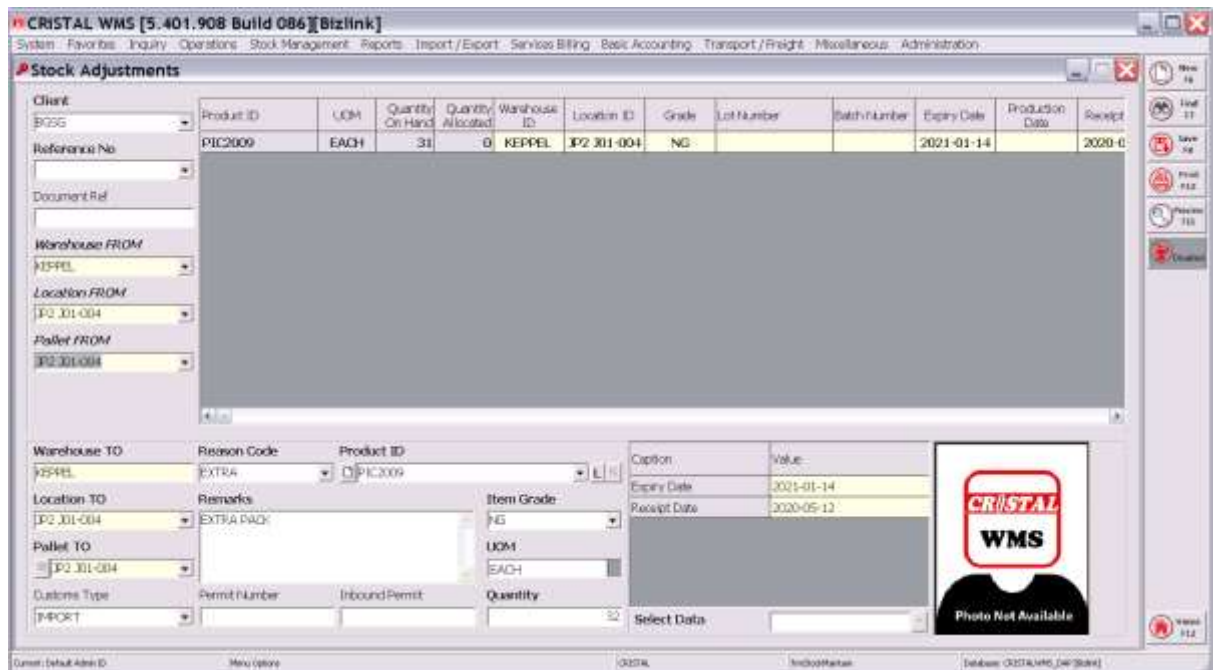 CRISTAL WMS [5.401.908 Build 086][Bizlink]
System Favorites Inquiry Operations Stock Management Reports Import/Export Services Billing Basic Accounting Transport/Freight Miscellaneous Administration
Stock Adjustments
Client
Reference No
Document Ref
Warehouse FROM
KEPPEL
Location FROM
JP2 J01-004
Pallet FROM
JP2 J01-004
Product ID UOM Quantity On Hand Quantity Allocated Warehouse ID Location ID Grade Lot Number Batch Number Expiry Date Production Date Receipt
PIC2009 EACH 31 0 KEPPEL JP2 J01-004 NG 2021-01-14 2020-0
New
Find
Save
Print
F12
Warehouse TO
KEPPEL
Location TO
JP2 J01-004
Pallet TO
JP2 J01-004
Customs Type
IMPORT
Reason Code
EXTRA
Remarks
EXTRA PACK
Permit Number
Inbound Permit
Product ID
PIC2009
Item Grade
NG
UOM
EACH
Quantity
32
Caption Value
Expiry Date 2021-01-14
Receipt Date 2020-05-12
Select Data
CRISTAL
WMS
Photo Not Available
Current: Default Admin ID Menu Options CRISTAL